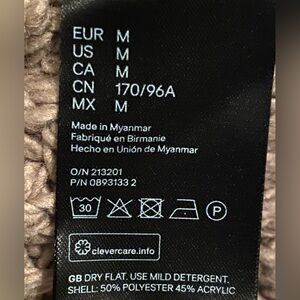 EUR M
US M
CA M
CN 170/96A
MX M
Made in Myanmar
Fabriqué en Birmanie
Hecho en Unión de Myanmar
O/N 213201
P/N 0893133 2
30 P
clevercare.info
GB DRY FLAT. USE MILD DETERGENT.
SHELL: 50% POLYESTER 45% ACRYLIC